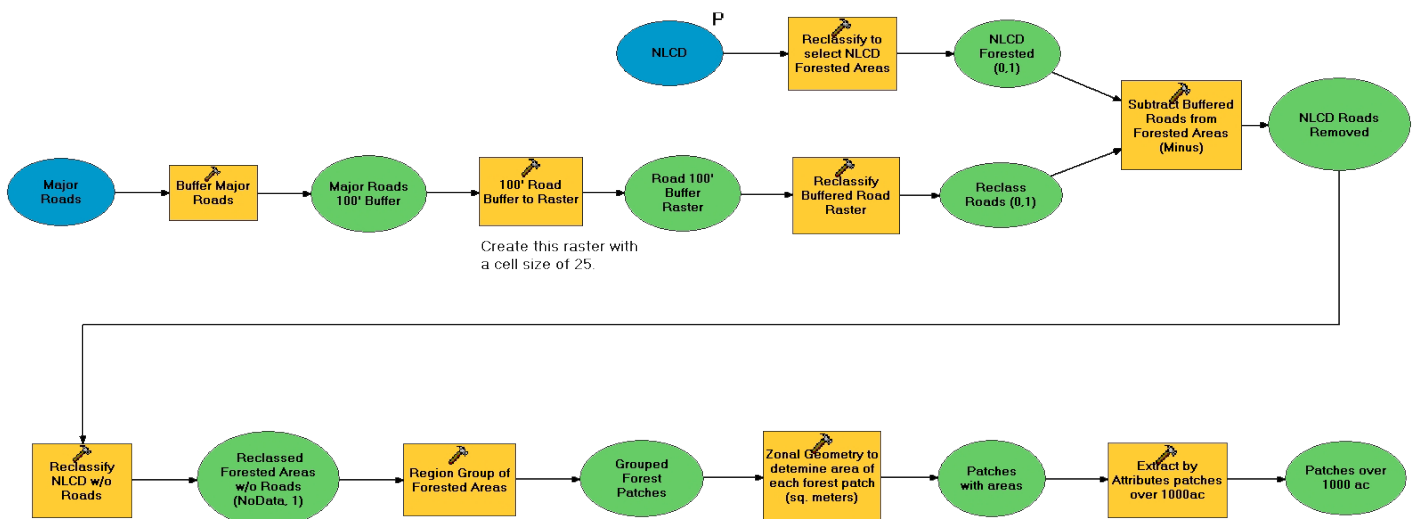 P
NLCD
Reclassify to
select NLCD
Forested Areas
NLCD
Forested
(0,1)
Subtract Buffered
Roads from
Forested Areas
(Minus)
NLCD Roads
Removed
Major
Roads
Buffer Major
Roads
Major Roads
100' Buffer
100' Road
Buffer to Raster
Road 100'
Buffer
Raster
Reclassify
Buffered Road
Raster
Reclass
Roads (0,1)
Create this raster with
a cell size of 25.
Reclassify
NLCD w/o
Roads
Reclassed
Forested Areas
w/o Roads
(NoData, 1)
Region Group of
Forested Areas
Grouped
Forest
Patches
Zonal Geometry to
detemine area of
each forest patch
(sq. meters)
Patches
with areas
Extract by
Attributes patches
over 1000ac
Patches over
1000 ac